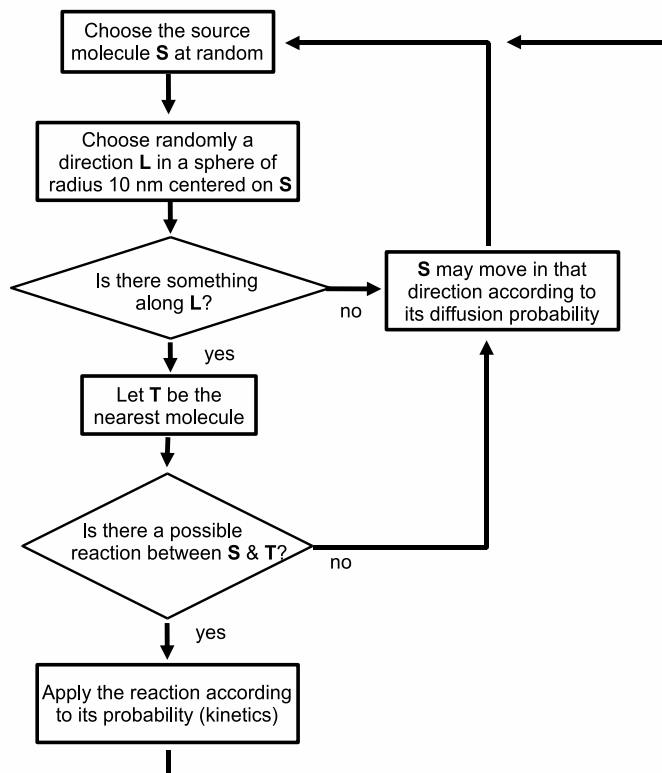 Choose the source
molecule S at random
Choose randomly a
direction L in a sphere of
radius 10 nm centered on S
Is there something
along L?
no
S may move in that
direction according to
its diffusion probability
yes
Let T be the
nearest molecule
Is there a possible
reaction between S & T?
no
yes
Apply the reaction according
to its probability (kinetics)